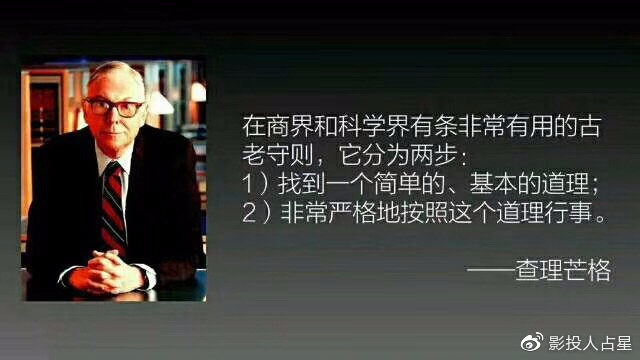 在商界和科学界有条非常有用的古
老守则，它分为两步：
1）找到一个简单的、基本的道理；
2）非常严格地按照这个道理行事。
——查理芒格
影投人占星